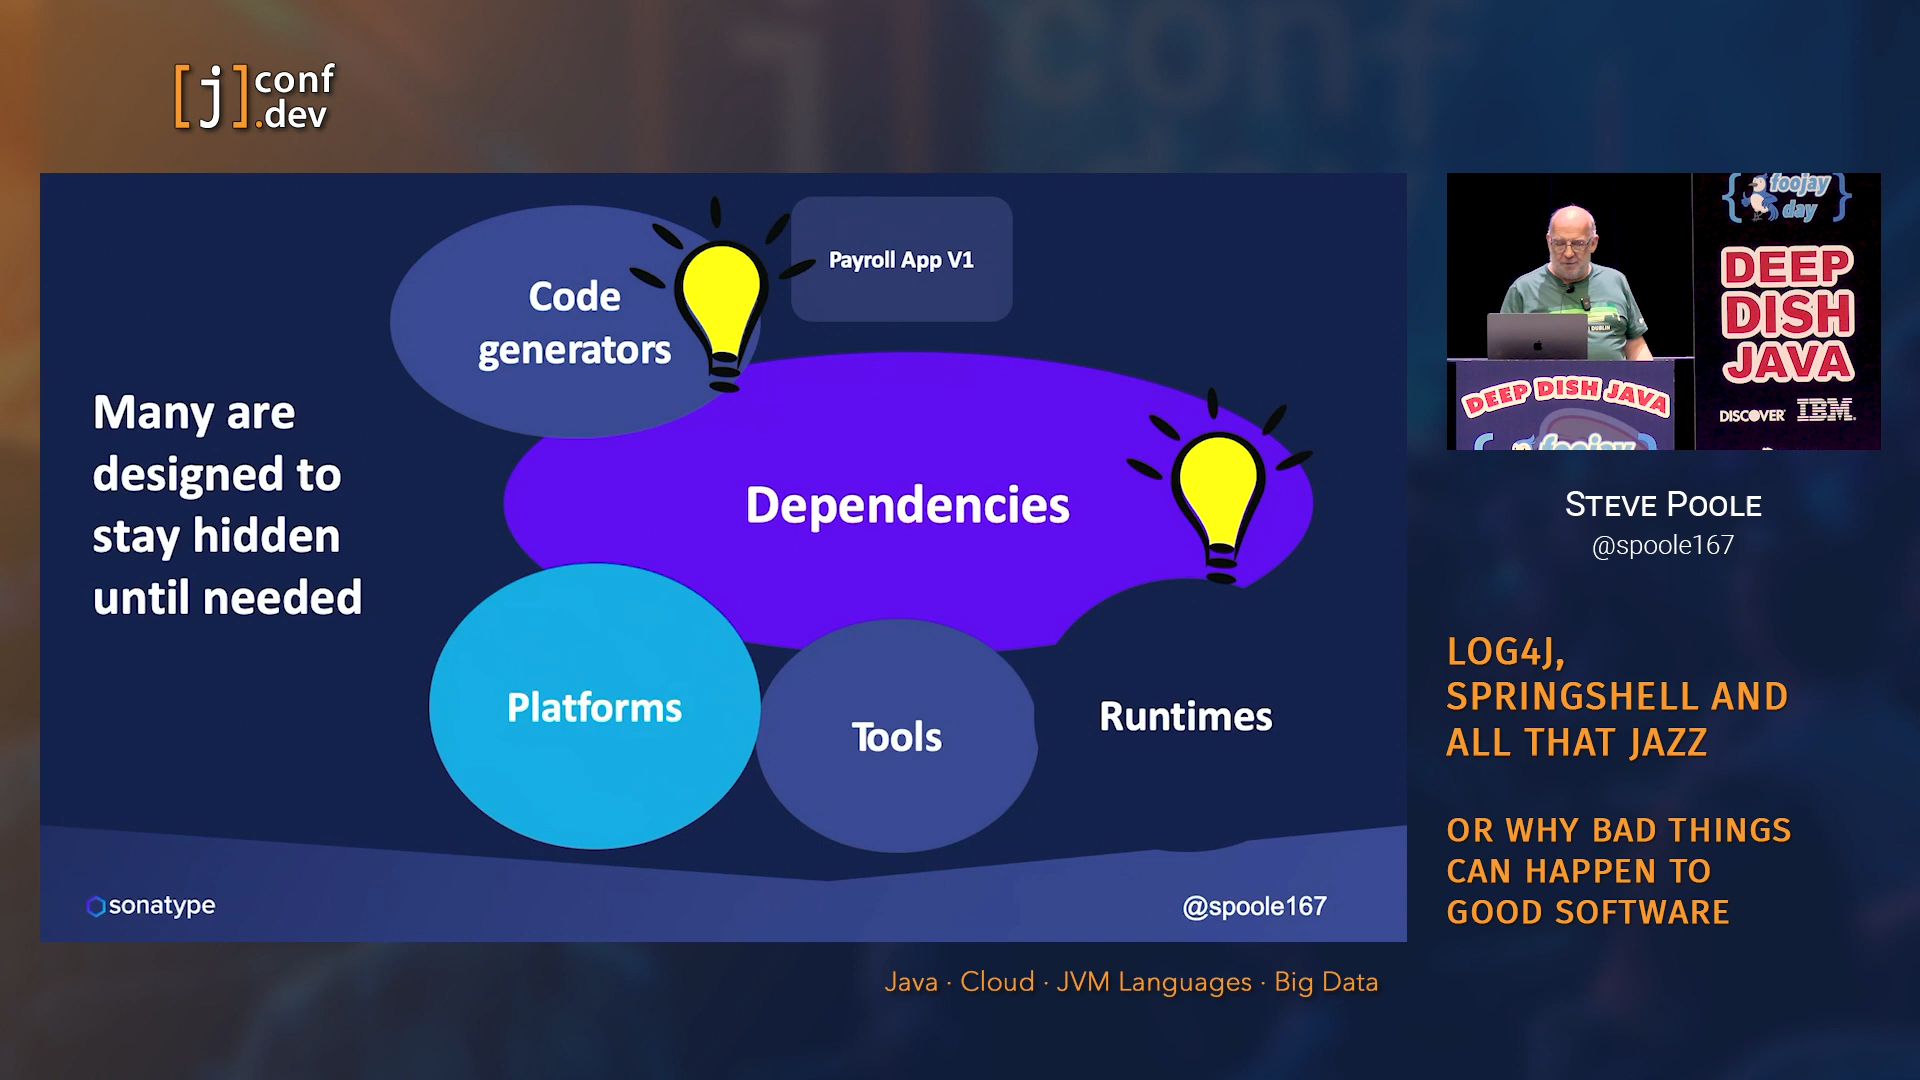 [j]conf
.dev
Code
generators
Payroll App V1
Many are
designed to
stay hidden
until needed
Dependencies
Platforms
Tools
Runtimes
sonatype
@spoole167
foojay
day
DEEP
DISH
JAVA
DISCOVER IBM
DEEP DISH JAVA
foojay
DUBLIN
STEVE POOLE
@spoole167
LOG4J,
SPRINGSHELL AND
ALL THAT JAZZ
OR WHY BAD THINGS
CAN HAPPEN TO
GOOD SOFTWARE
Java · Cloud · JVM Languages · Big Data